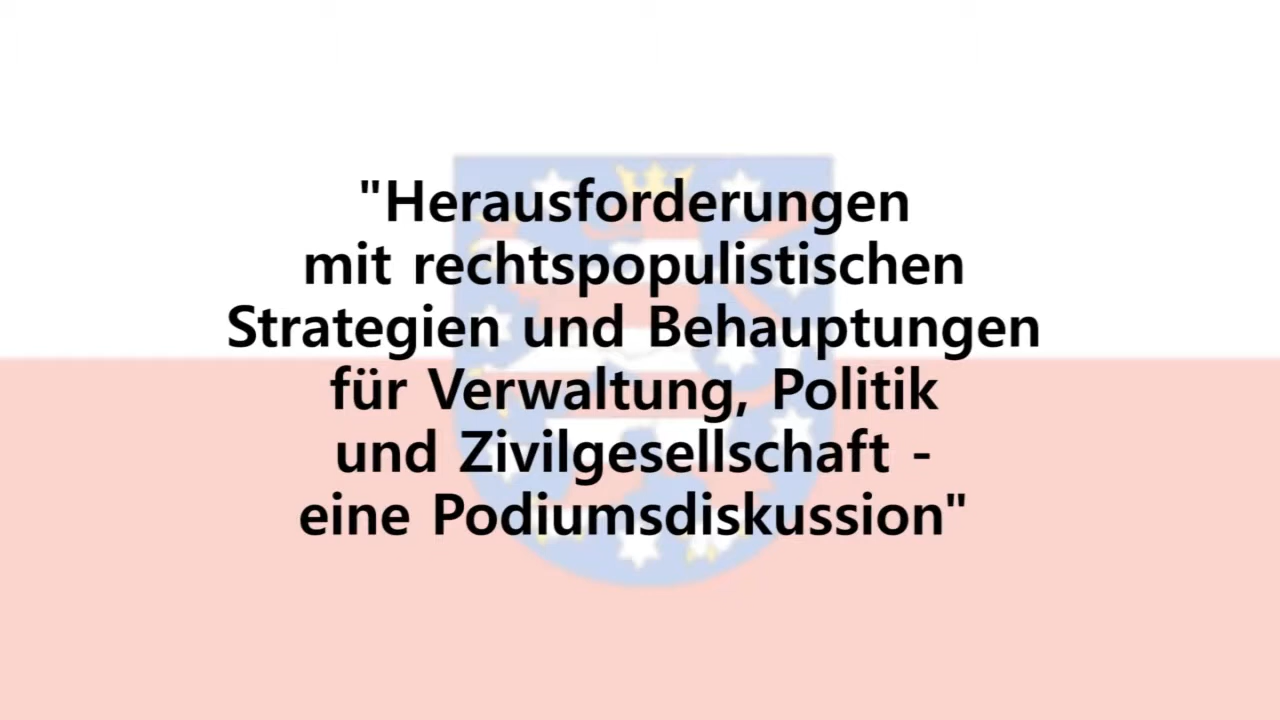 "Herausforderungen
mit rechtspopulistischen
Strategien und Behauptungen
für Verwaltung, Politik
und Zivilgesellschaft -
eine Podiumsdiskussion"